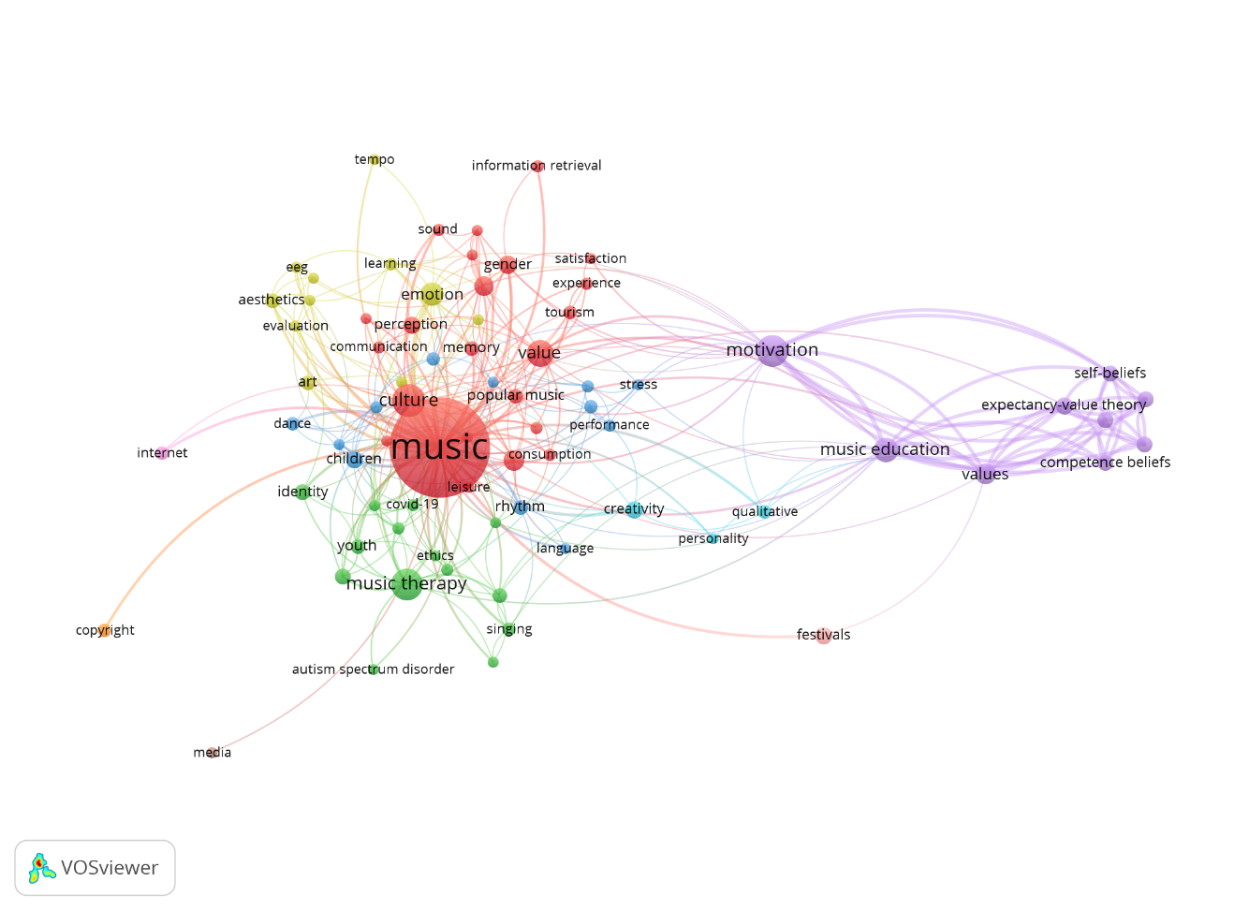 tempo
information retrieval
sound
satisfaction
learning
gender
eeg
experience
emotion
aesthetics
tourism
evaluation
perception
communication
memory
value
motivation
self-beliefs
art
stress
culture
popular music
expectancy-value theory
dance
performance
music
music education
internet
children
consumption
competence beliefs
values
leisure
identity
covid-19
rhythm
creativity
qualitative
personality
youth
ethics
language
music therapy
copyright
singing
festivals
autism spectrum disorder
media
VOSviewer